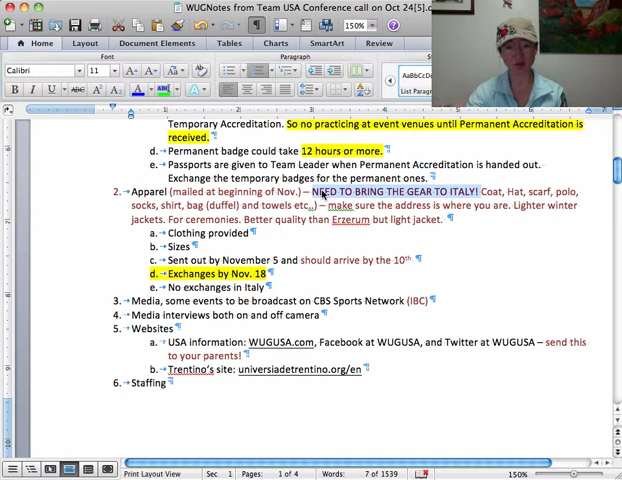 WUGNotes from Team USA Conference call on Oct 24[5].
150%
Home Layout Document Elements Tables Charts SmartArt Review
Font Paragraph
Calibri 11
AaBb
List Parag
B I U ABC
Temporary Accreditation. So no practicing at event venues until Permanent Accreditation is
received.
d. Permanent badge could take 12 hours or more.
e. Passports are given to Team Leader when Permanent Accreditation is handed out.
Exchange the temporary badges for the permanent ones.
2. Apparel (mailed at beginning of Nov.) – NEED TO BRING THE GEAR TO ITALY! Coat, Hat, scarf, polo,
socks, shirt, bag (duffel) and towels etc..) – make sure the address is where you are. Lighter winter
jackets. For ceremonies. Better quality than Erzerum but light jacket.
a. Clothing provided
b. Sizes
c. Sent out by November 5 and should arrive by the 10th.
d. Exchanges by Nov. 18
e. No exchanges in Italy
3. Media, some events to be broadcast on CBS Sports Network (IBC)
4. Media interviews both on and off camera
5. Websites
a. USA information: WUGUSA.com, Facebook at WUGUSA, and Twitter at WUGUSA – send this
to your parents!
b. Trentino's site: universiadetrentino.org/en
6. Staffing
Print Layout View Sec 1 Pages: 1 of 4 Words: 7 of 1539 150%